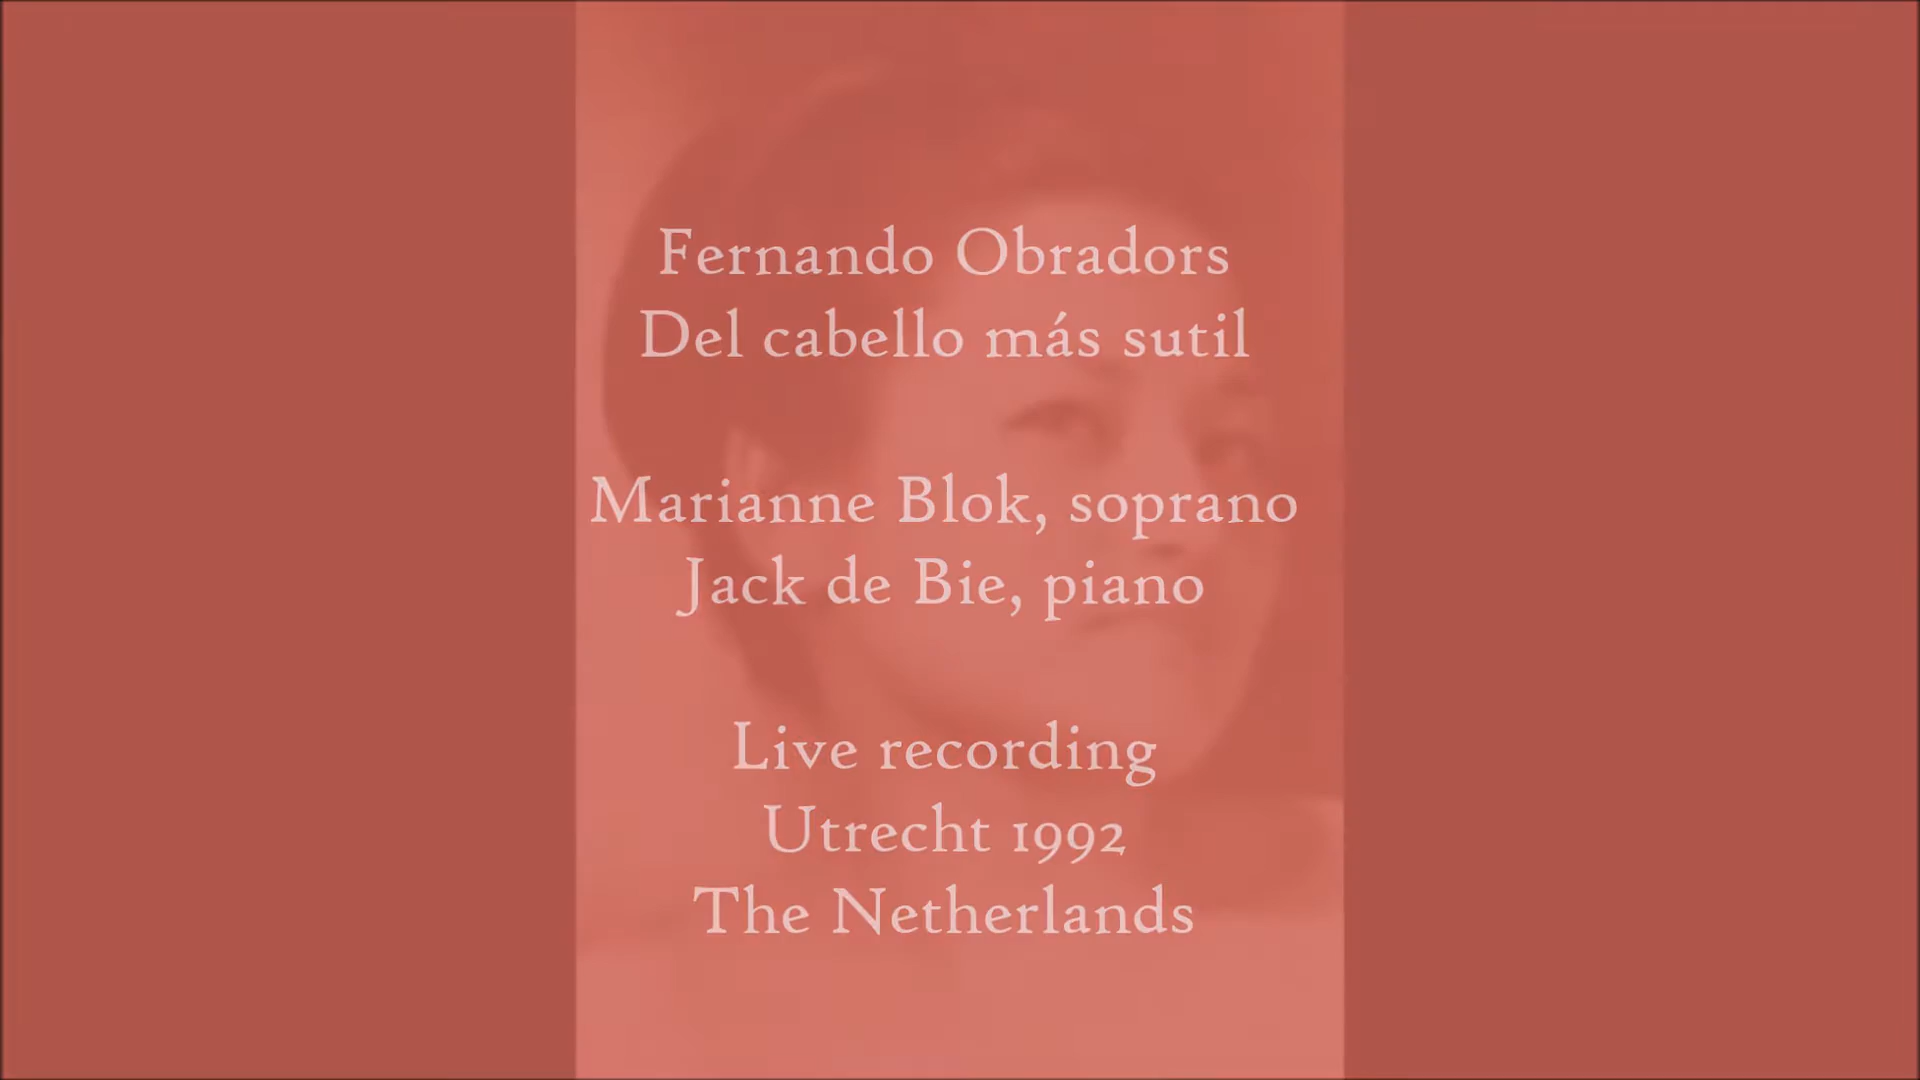 Fernando Obradors
Del cabello más sutil
Marianne Blok, soprano
Jack de Bie, piano
Live recording
Utrecht 1992
The Netherlands